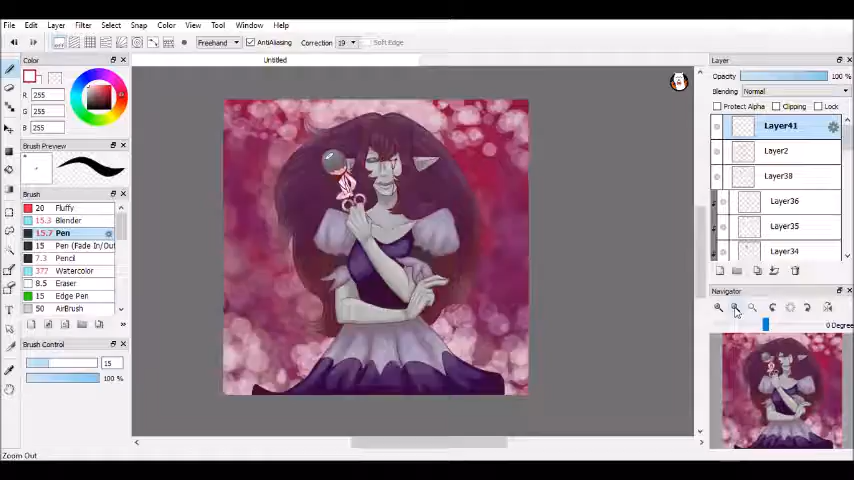 File Edit Layer Filter Select Snap Color View Tool Window Help
Freehand AntiAliasing Correction 19 Soft Edge
Untitled
Color
R 255
G 255
B 255
Brush Preview
Brush
20 Fluffy
15.3 Blender
15.7 Pen
15 Pen (Fade In/Out
7.3 Pencil
377 Watercolor
8.5 Eraser
15 Edge Pen
50 AirBrush
Brush Control
15
100 %
Layer
Opacity 100 %
Blending Normal
Protect Alpha Clipping Lock
Layer41
Layer2
Layer38
Layer36
Layer35
Layer34
Navigator
0 Degree
Zoom Out